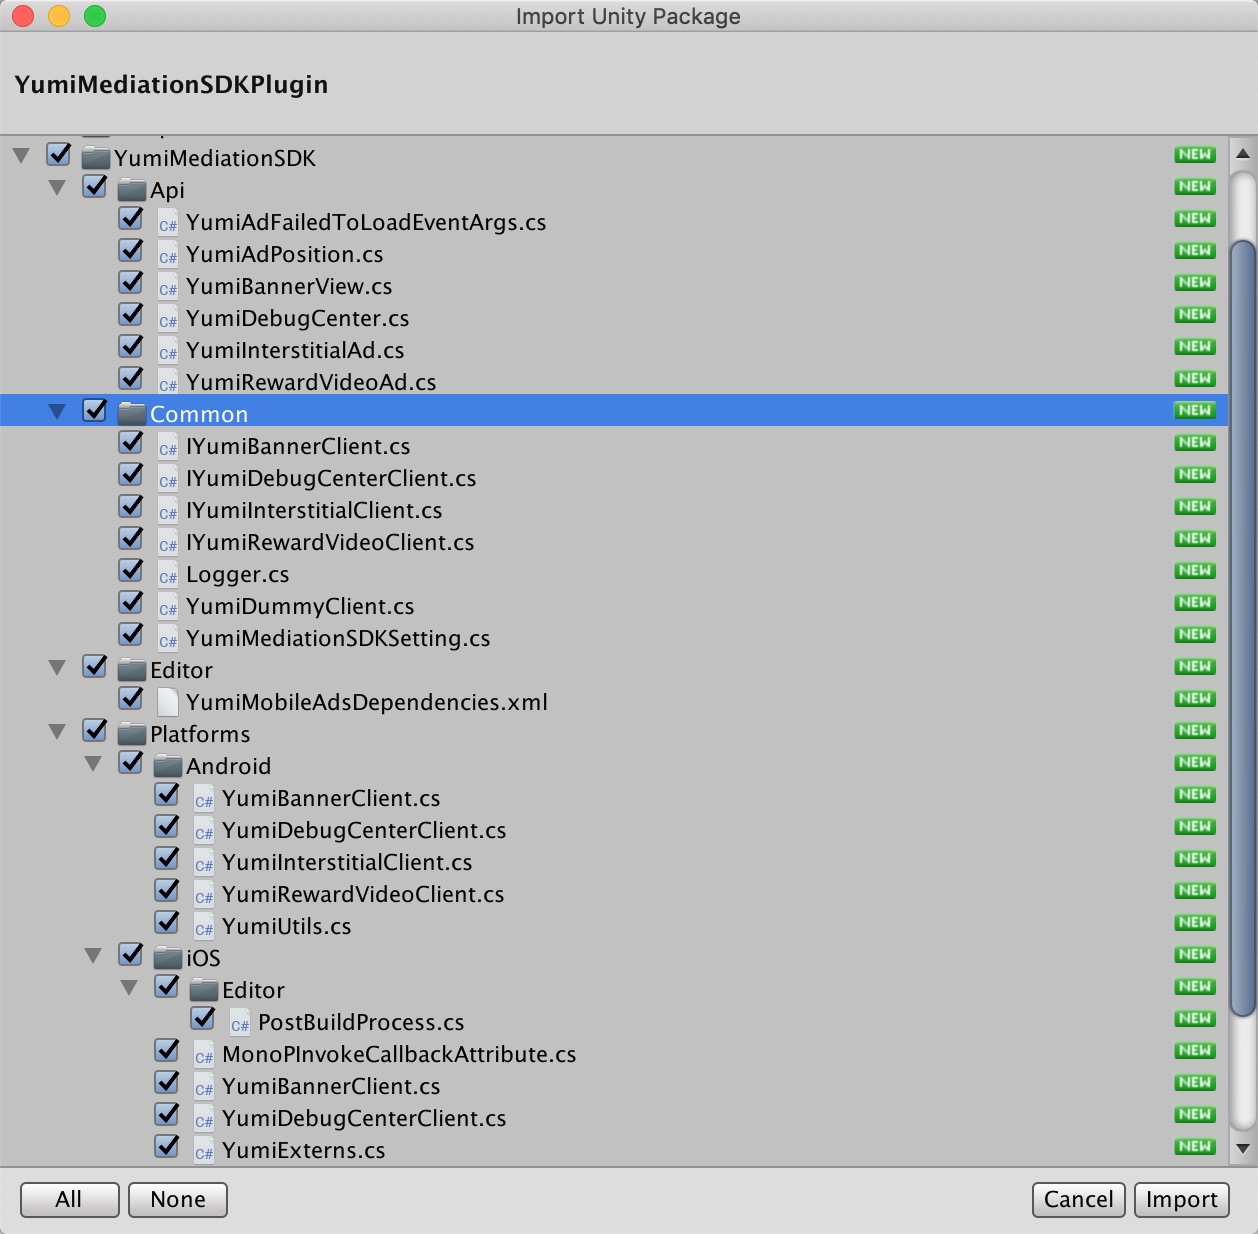 Import Unity Package
YumiMediationSDKPlugin
YumiMediationSDK NEW
Api NEW
C# YumiAdFailedToLoadEventArgs.cs NEW
C# YumiAdPosition.cs NEW
C# YumiBannerView.cs NEW
C# YumiDebugCenter.cs NEW
C# YumiInterstitialAd.cs NEW
C# YumiRewardVideoAd.cs NEW
Common NEW
C# IYumiBannerClient.cs NEW
C# IYumiDebugCenterClient.cs NEW
C# IYumiInterstitialClient.cs NEW
C# IYumiRewardVideoClient.cs NEW
C# Logger.cs NEW
C# YumiDummyClient.cs NEW
C# YumiMediationSDKSetting.cs NEW
Editor NEW
YumiMobileAdsDependencies.xml NEW
Platforms NEW
Android NEW
C# YumiBannerClient.cs NEW
C# YumiDebugCenterClient.cs NEW
C# YumiInterstitialClient.cs NEW
C# YumiRewardVideoClient.cs NEW
C# YumiUtils.cs NEW
iOS NEW
Editor NEW
C# PostBuildProcess.cs NEW
C# MonoPInvokeCallbackAttribute.cs NEW
C# YumiBannerClient.cs NEW
C# YumiDebugCenterClient.cs NEW
C# YumiExterns.cs NEW
All None Cancel Import